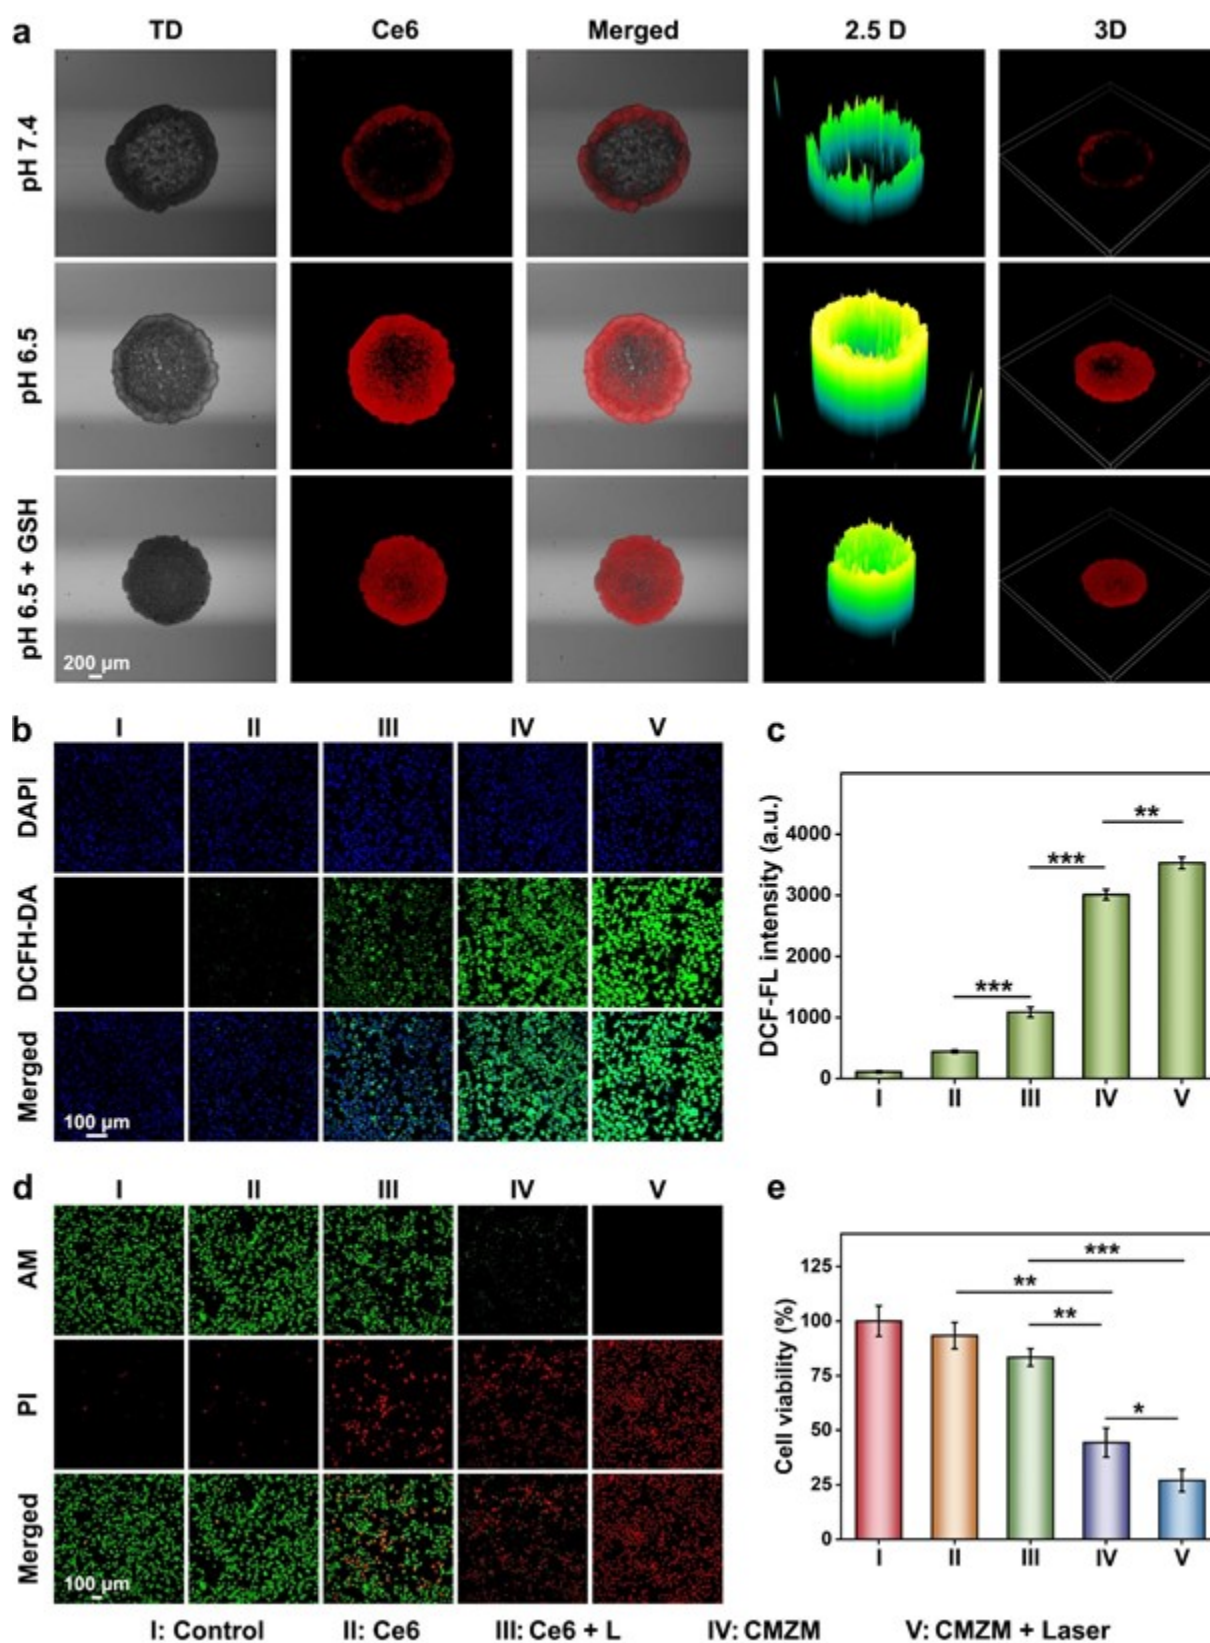 a
TD Ce6 Merged 2.5 D 3D
pH 7.4
pH 6.5
pH 6.5 + GSH
200 µm
b
I II III IV V
DAPI
DCFH-DA
Merged
100 µm
c
DCF-FL intensity (a.u.)
4000
3000
2000
1000
0
**
***
***
I II III IV V
d
I II III IV V
AM
PI
Merged
100 µm
e
Cell viability (%)
125
100
75
50
25
0
***
**
**
*
I II III IV V
I: Control II: Ce6 III: Ce6 + L IV: CMZM V: CMZM + Laser